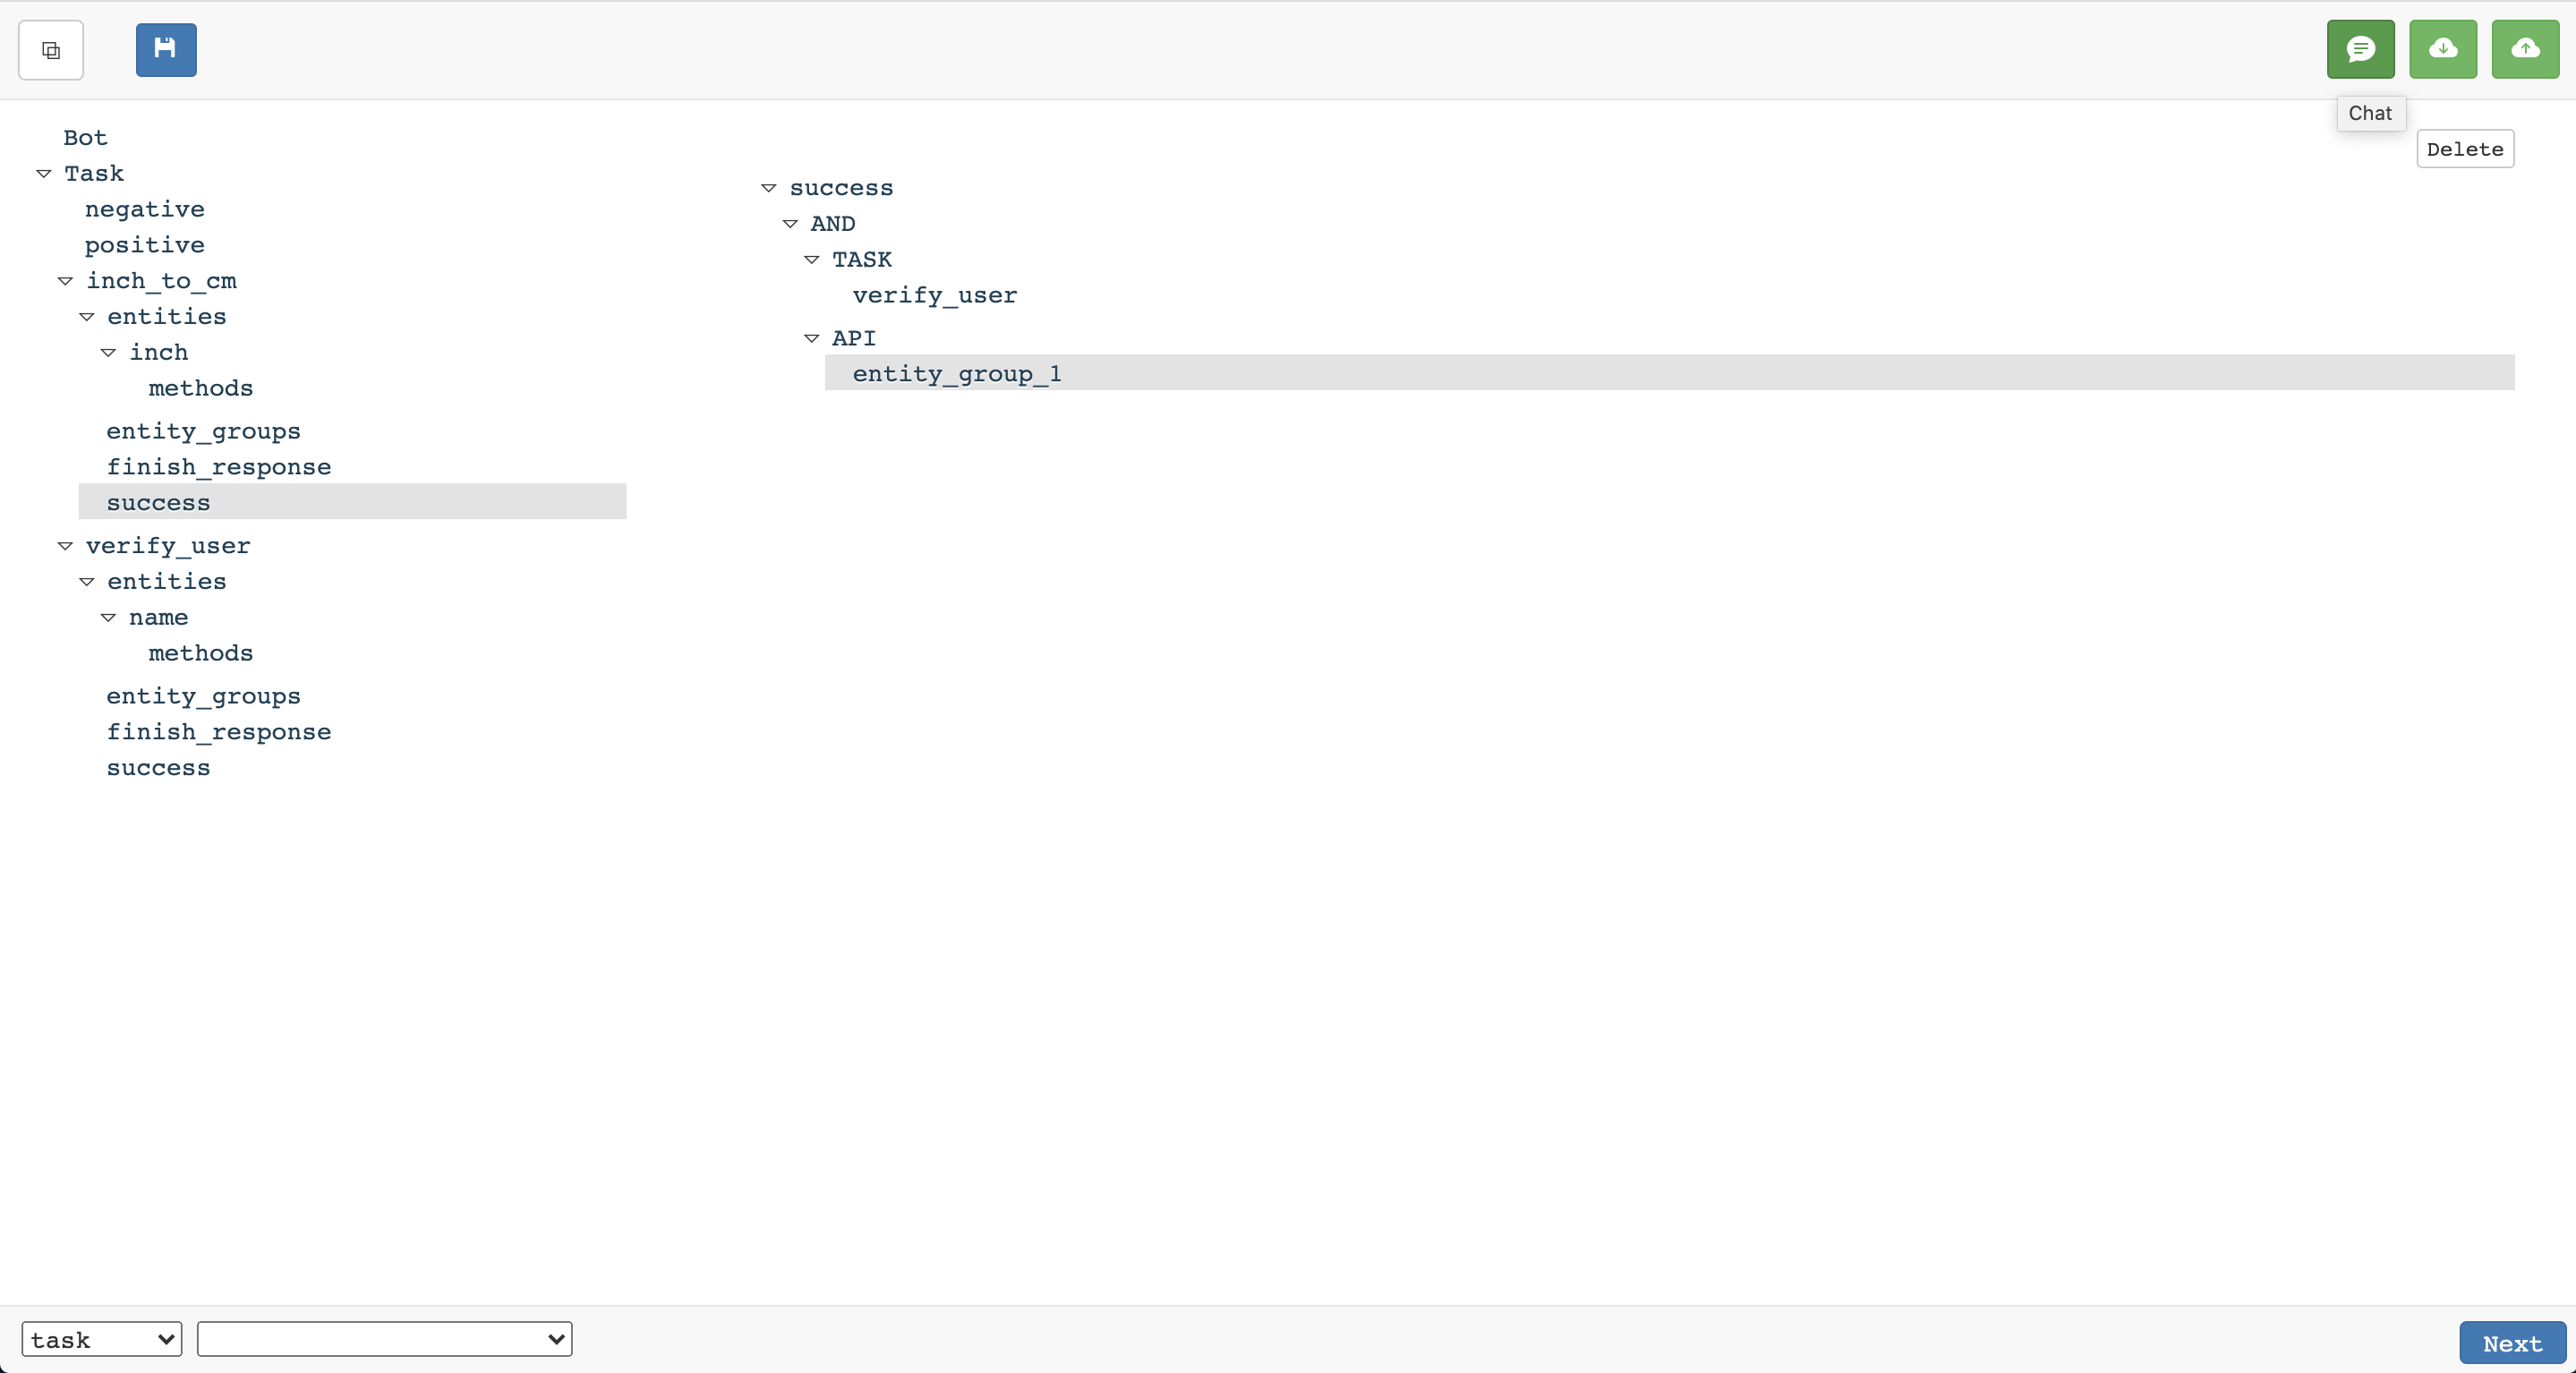 Chat
Delete
Bot
Task
negative
positive
inch_to_cm
entities
inch
methods
entity_groups
finish_response
success
verify_user
entities
name
methods
entity_groups
finish_response
success
success
AND
TASK
verify_user
API
entity_group_1
task
Next